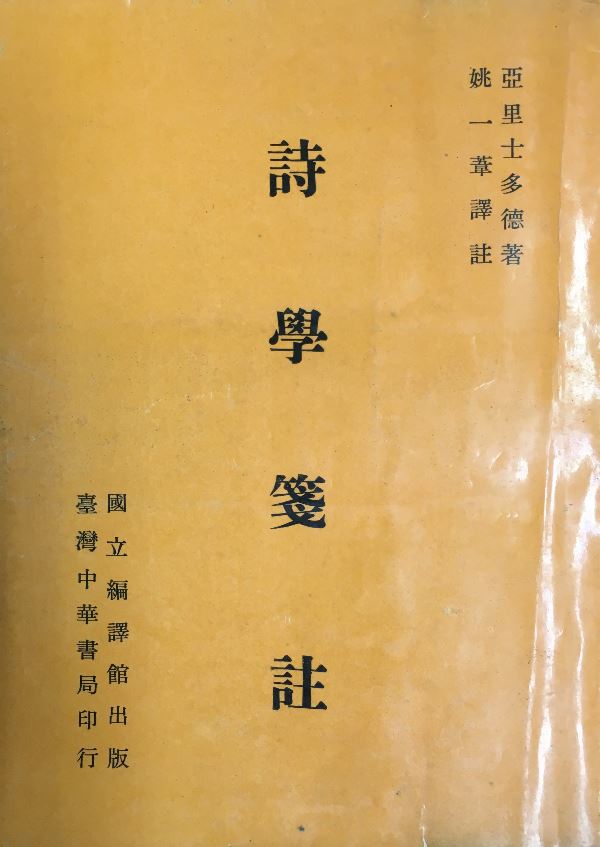 亞里士多德著
姚一葦譯註
詩學箋註
國立編譯館出版
臺灣中華書局印行